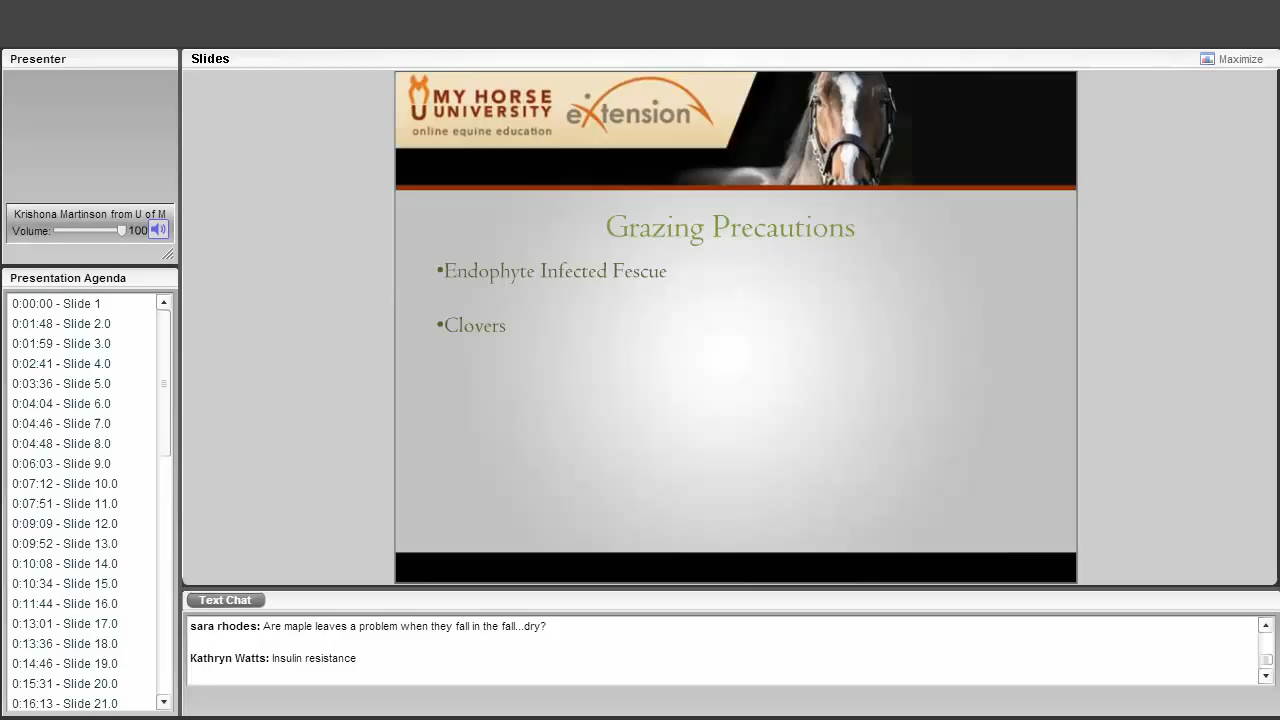 Presenter
Krishona Martinson from U of M
Volume: 100
Presentation Agenda
0:00:00 - Slide 1
0:01:48 - Slide 2.0
0:01:59 - Slide 3.0
0:02:41 - Slide 4.0
0:03:36 - Slide 5.0
0:04:04 - Slide 6.0
0:04:46 - Slide 7.0
0:04:48 - Slide 8.0
0:06:03 - Slide 9.0
0:07:12 - Slide 10.0
0:07:51 - Slide 11.0
0:09:09 - Slide 12.0
0:09:52 - Slide 13.0
0:10:08 - Slide 14.0
0:10:34 - Slide 15.0
0:11:44 - Slide 16.0
0:13:01 - Slide 17.0
0:13:36 - Slide 18.0
0:14:46 - Slide 19.0
0:15:31 - Slide 20.0
0:16:13 - Slide 21.0
Slides
Maximize
MY HORSE
UNIVERSITY
online equine education
eXtension
Grazing Precautions
•Endophyte Infected Fescue
•Clovers
Text Chat
sara rhodes: Are maple leaves a problem when they fall in the fall...dry?
Kathryn Watts: Insulin resistance